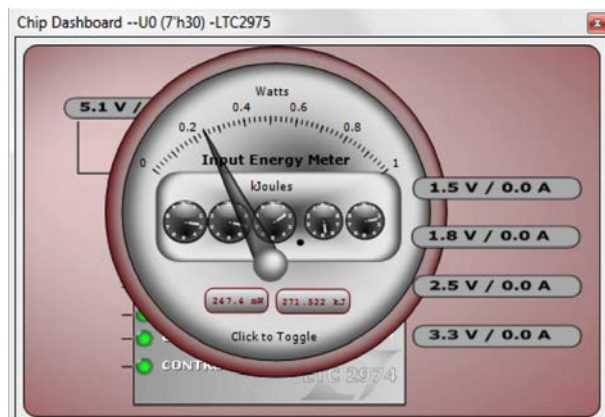 Chip Dashboard --U0 (7'h30) -LTC2975
5.1 V /
Watts
0 0.2 0.4 0.6 0.8 1
Input Energy Meter
kJoules
1.5 V / 0.0 A
1.8 V / 0.0 A
2.5 V / 0.0 A
3.3 V / 0.0 A
247.4 mW 271.522 kJ
Click to Toggle
CONTR
LTC 2974